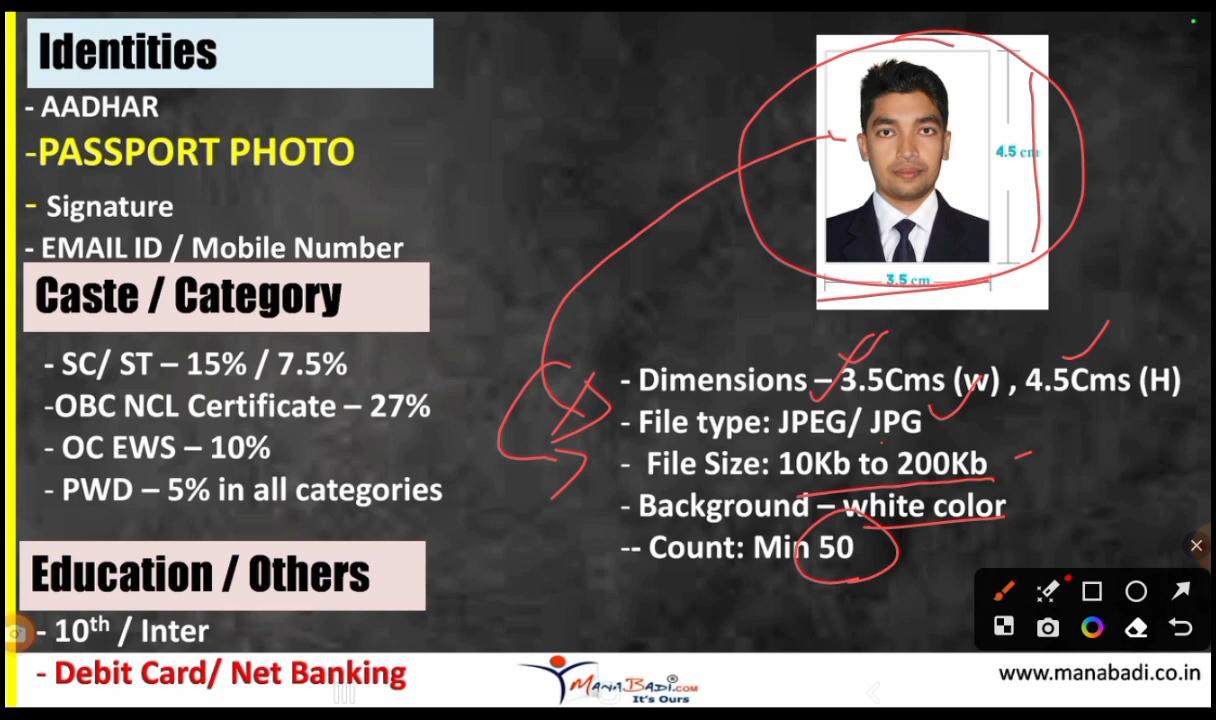 Identities
- AADHAR
-PASSPORT PHOTO
- Signature
- EMAIL ID / Mobile Number
Caste / Category
- SC/ ST – 15% / 7.5%
-OBC NCL Certificate – 27%
- OC EWS – 10%
- PWD – 5% in all categories
Education / Others
- 10th / Inter
- Debit Card/ Net Banking
4.5 cm
3.5 cm
- Dimensions – 3.5Cms (w) , 4.5Cms (H)
- File type: JPEG/ JPG
- File Size: 10Kb to 200Kb
- Background – white color
-- Count: Min 50
MANABADI.COM
It's Ours
www.manabadi.co.in